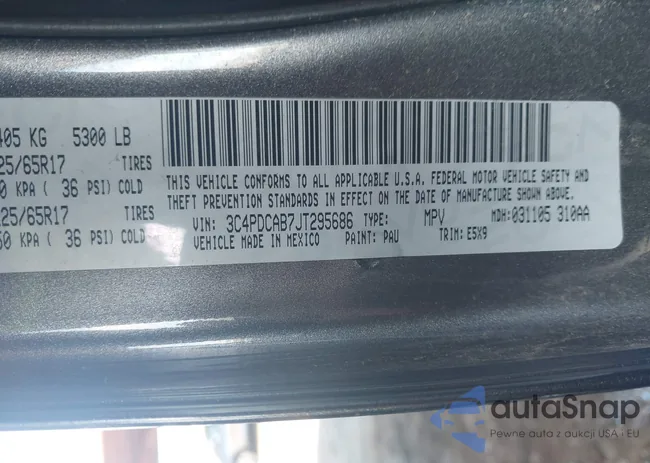 405 KG 5300 LB
25/65R17 TIRES
0 KPA ( 36 PSI) COLD
25/65R17 TIRES
50 KPA ( 36 PSI) COLD
THIS VEHICLE CONFORMS TO ALL APPLICABLE U.S.A. FEDERAL MOTOR VEHICLE SAFETY AND
THEFT PREVENTION STANDARDS IN EFFECT ON THE DATE OF MANUFACTURE SHOWN ABOVE.
VIN: 3C4PDCAB7JT295686 TYPE: MPV MDH: 031105 310AA
VEHICLE MADE IN MEXICO PAINT: PAU TRIM: E5X9
autoSnap
Pewne auta z aukcji USA · EU